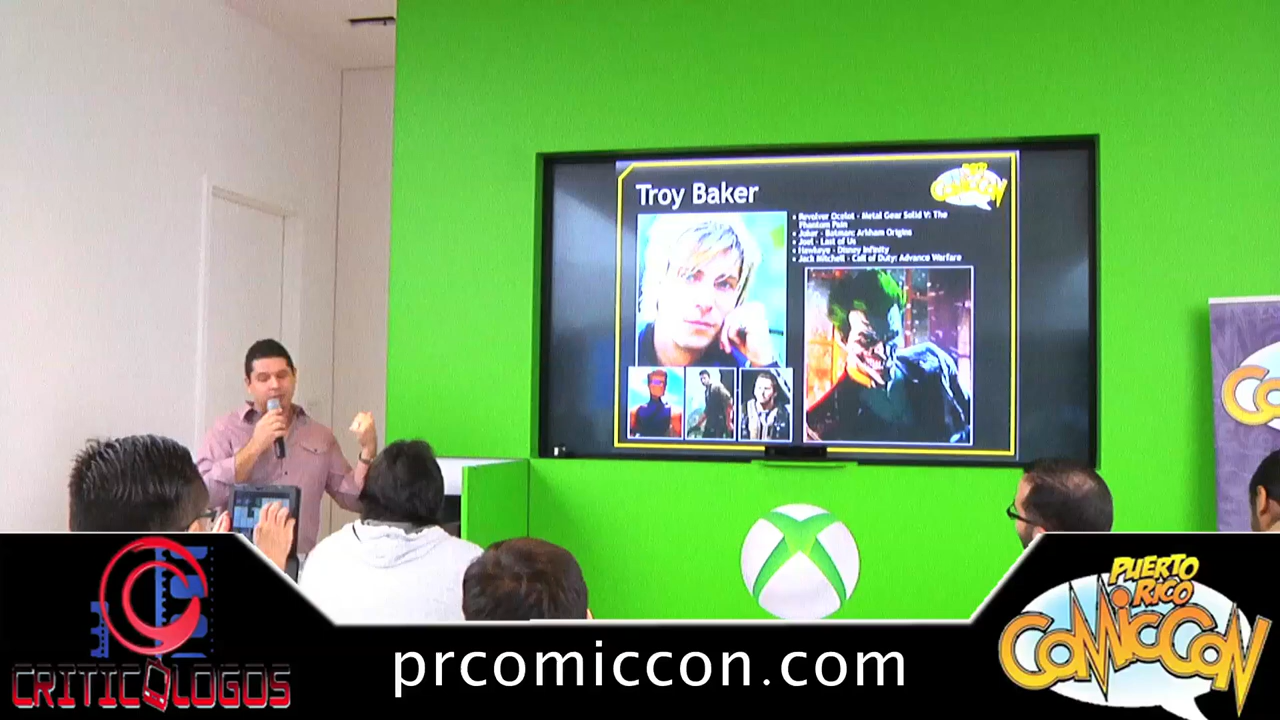 Troy Baker
COMICCON
• Revolver Ocelot - Metal Gear Solid V: The
Phantom Pain
• Joker - Batman: Arkham Origins
• Joel - Last of Us
• Hawkeye - Disney Infinity
• Jack Mitchell - Call of Duty: Advance Warfare
CRITICOLOGOS
prcomiccon.com
PUERTO
RICO
COMICCON